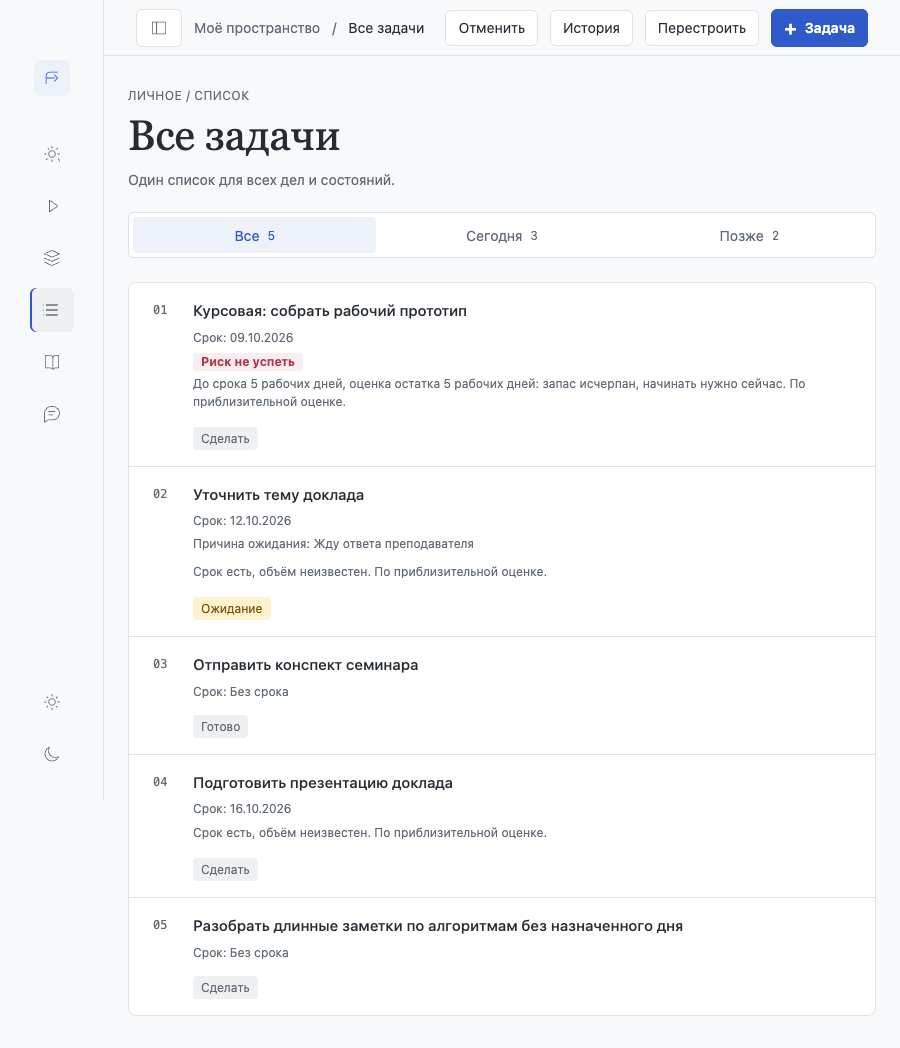 Моё пространство / Все задачи
Отменить
История
Перестроить
+ Задача
ЛИЧНОЕ / СПИСОК
Все задачи
Один список для всех дел и состояний.
Все 5
Сегодня 3
Позже 2
01 Курсовая: собрать рабочий прототип
Срок: 09.10.2026
Риск не успеть
До срока 5 рабочих дней, оценка остатка 5 рабочих дней: запас исчерпан, начинать нужно сейчас. По
приблизительной оценке.
Сделать
02 Уточнить тему доклада
Срок: 12.10.2026
Причина ожидания: Жду ответа преподавателя
Срок есть, объём неизвестен. По приблизительной оценке.
Ожидание
03 Отправить конспект семинара
Срок: Без срока
Готово
04 Подготовить презентацию доклада
Срок: 16.10.2026
Срок есть, объём неизвестен. По приблизительной оценке.
Сделать
05 Разобрать длинные заметки по алгоритмам без назначенного дня
Срок: Без срока
Сделать